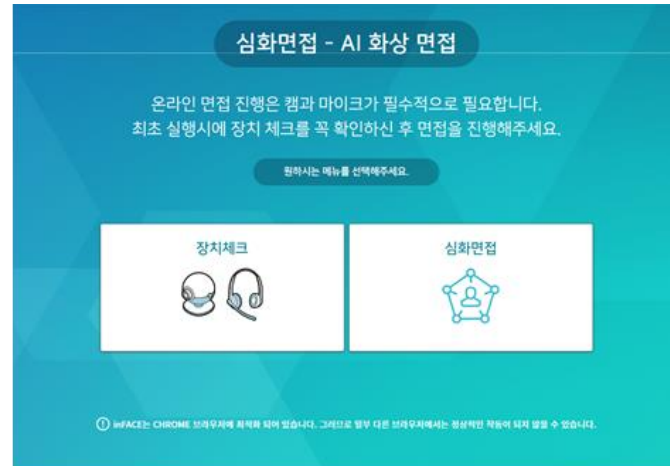 심화면접 - AI 화상 면접
온라인 면접 진행은 캠과 마이크가 필수적으로 필요합니다.
최초 실행시에 장치 체크를 꼭 확인하신 후 면접을 진행해주세요.
원하시는 메뉴를 선택해주세요.
장치체크
심화면접
inFACE는 CHROME 브라우저에 최적화 되어 있습니다. 그러므로 일부 다른 브라우저에서는 정상적인 작동이 되지 않을 수 있습니다.